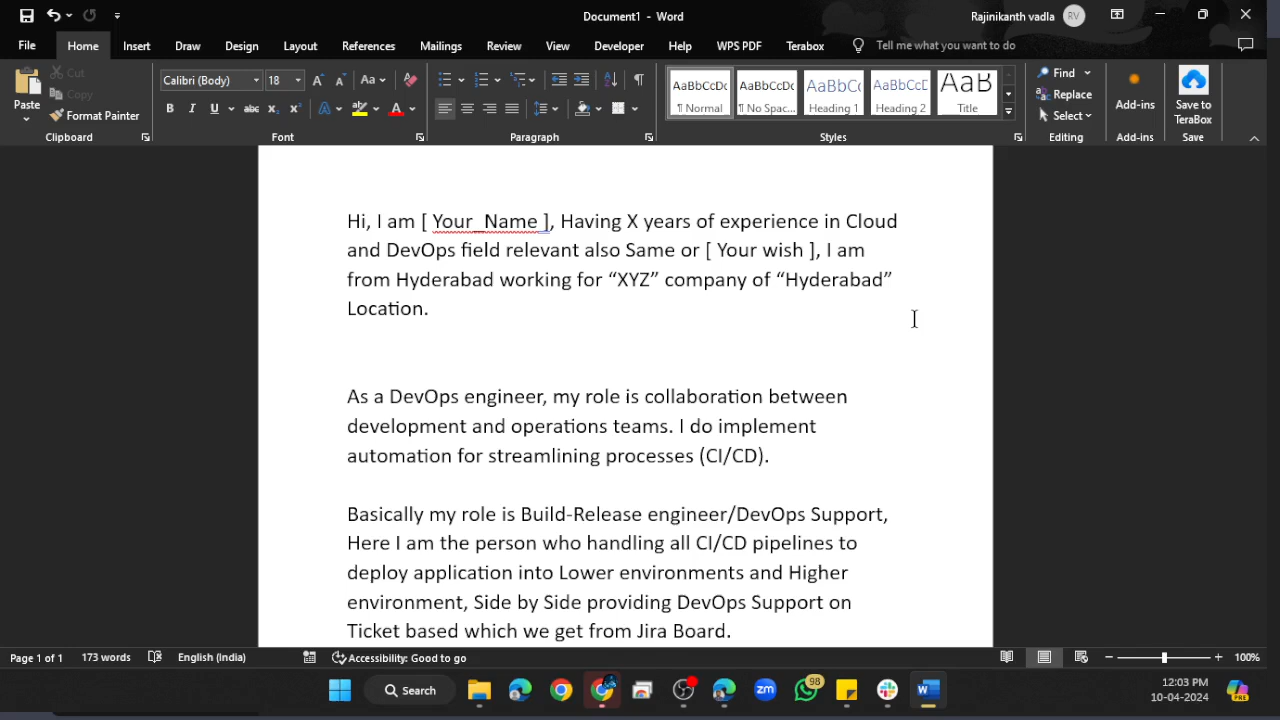 Document1 - Word
Rajinikanth vadla
RV
File Home Insert Draw Design Layout References Mailings Review View Developer Help WPS PDF Terabox Tell me what you want to do
Paste
Cut
Copy
Format Painter
Clipboard
Calibri (Body) 18
Font
Paragraph
AaBbCcDc AaBbCcDc AaBbCcI AaBbCcE AaB
¶ Normal ¶ No Spac... Heading 1 Heading 2 Title
Styles
Find
Replace
Select
Editing
Add-ins
Add-ins
Save to
TeraBox
Save
Hi, I am [ Your_Name ], Having X years of experience in Cloud
and DevOps field relevant also Same or [ Your wish ], I am
from Hyderabad working for “XYZ” company of “Hyderabad”
Location.
As a DevOps engineer, my role is collaboration between
development and operations teams. I do implement
automation for streamlining processes (CI/CD).
Basically my role is Build-Release engineer/DevOps Support,
Here I am the person who handling all CI/CD pipelines to
deploy application into Lower environments and Higher
environment, Side by Side providing DevOps Support on
Ticket based which we get from Jira Board.
Page 1 of 1 173 words English (India) Accessibility: Good to go 100%
Search
98
12:03 PM
10-04-2024